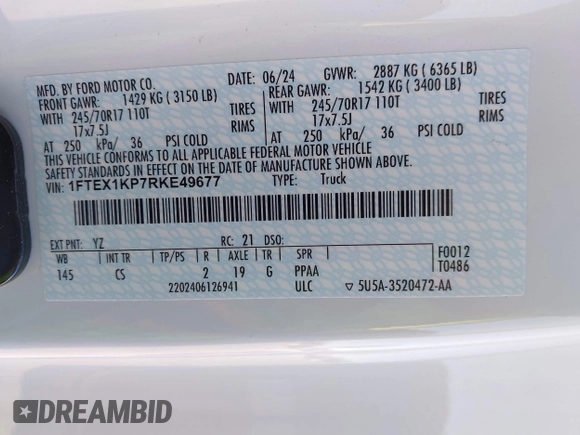 MFD. BY FORD MOTOR CO.
DATE: 06/24 GVWR: 2887 KG ( 6365 LB)
FRONT GAWR: 1429 KG ( 3150 LB)
REAR GAWR: 1542 KG ( 3400 LB)
WITH 245/70R17 110T TIRES
WITH 245/70R17 110T TIRES
17x7.5J RIMS
17x7.5J RIMS
AT 250 kPa/ 36 PSI COLD
AT 250 kPa/ 36 PSI COLD
THIS VEHICLE CONFORMS TO ALL APPLICABLE FEDERAL MOTOR VEHICLE
SAFETY STANDARDS IN EFFECT ON THE DATE OF MANUFACTURE SHOWN ABOVE.
VIN: 1FTEX1KP7RKE49677 TYPE: Truck
EXT PNT: YZ RC: 21 DSO:
WB INT TR TP/PS R AXLE TR SPR
145 CS 2 19 G PPAA
F0012
T0486
2202406126941 ULC ▽ 5U5A-3520472-AA
DREAMBID